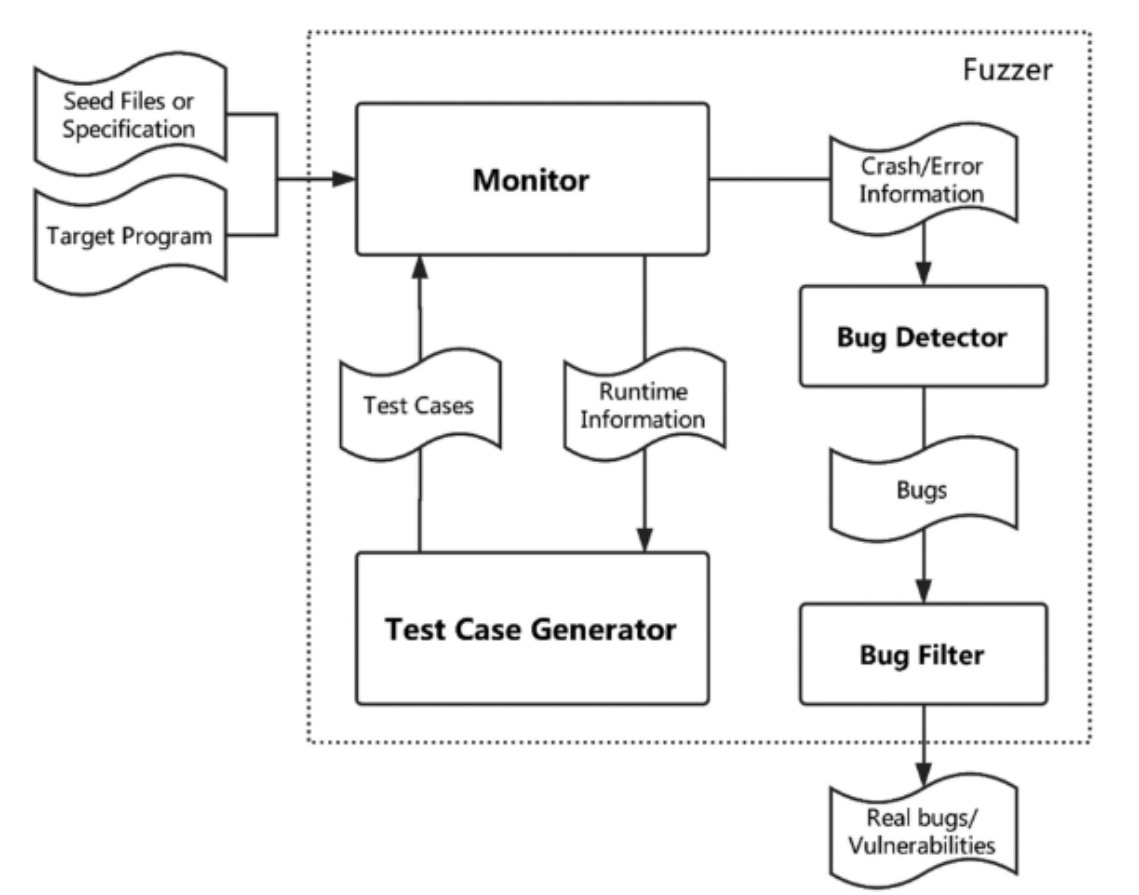 Fuzzer
Seed Files or
Specification
Target Program
Monitor
Crash/Error
Information
Bug Detector
Test Cases
Runtime
Information
Bugs
Test Case Generator
Bug Filter
Real bugs/
Vulnerabilities